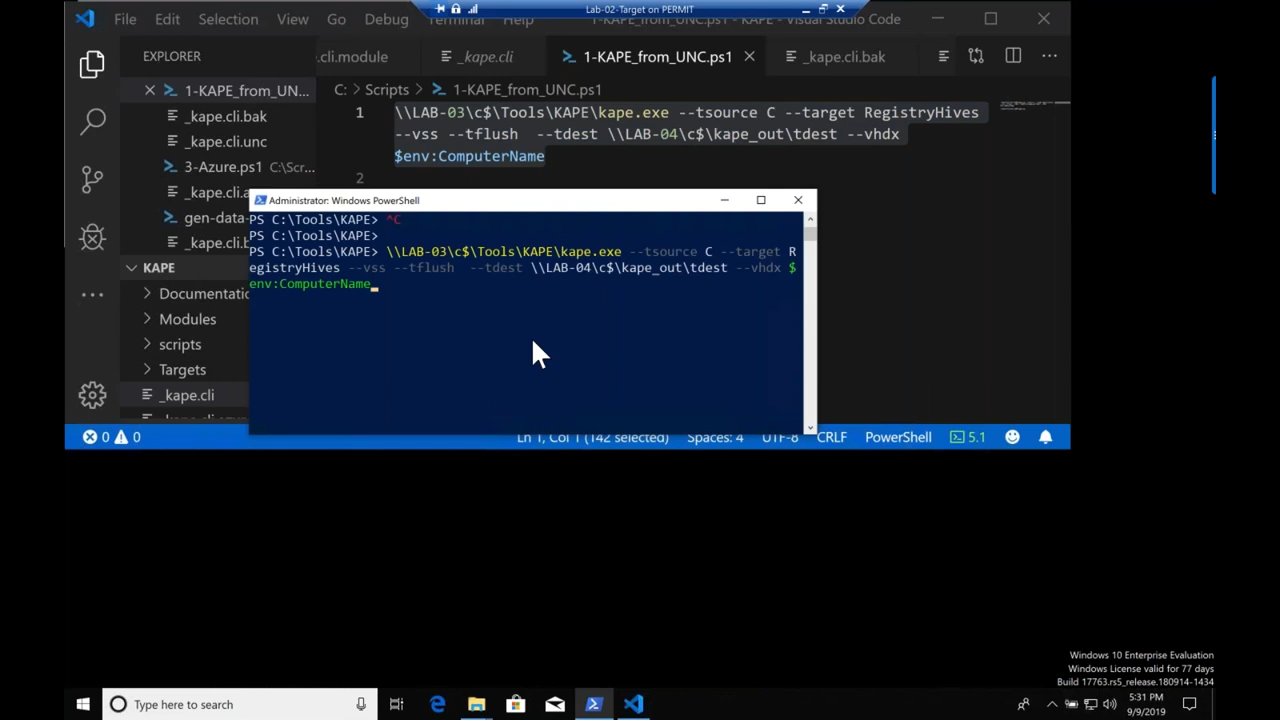 Lab-02-Target on PERMIT
File Edit Selection View Go Debug Terminal Help 1-KAPE_from_UNC.ps1 - KAPE - Visual Studio Code
EXPLORER
.cli.module
_kape.cli
1-KAPE_from_UNC.ps1
_kape.cli.bak
1-KAPE_from_UN...
C: > Scripts > 1-KAPE_from_UNC.ps1
_kape.cli.bak
_kape.cli.unc
3-Azure.ps1 C:\Scr...
_kape.cli.a
gen-data-
_kape.cli.b
KAPE
Documentatio
Modules
scripts
Targets
_kape.cli
1 \\LAB-03\c$\Tools\KAPE\kape.exe --tsource C --target RegistryHives
--vss --tflush  --tdest \\LAB-04\c$\kape_out\tdest --vhdx
$env:ComputerName
2
Administrator: Windows PowerShell
PS C:\Tools\KAPE> ^C
PS C:\Tools\KAPE>
PS C:\Tools\KAPE> \\LAB-03\c$\Tools\KAPE\kape.exe --tsource C --target R
egistryHives --vss --tflush  --tdest \\LAB-04\c$\kape_out\tdest --vhdx $
env:ComputerName
0 0 Ln 1, Col 1 (142 selected) Spaces: 4 UTF-8 CRLF PowerShell 5.1
Windows 10 Enterprise Evaluation
Windows License valid for 77 days
Build 17763.rs5_release.180914-1434
Type here to search
5:31 PM
9/9/2019